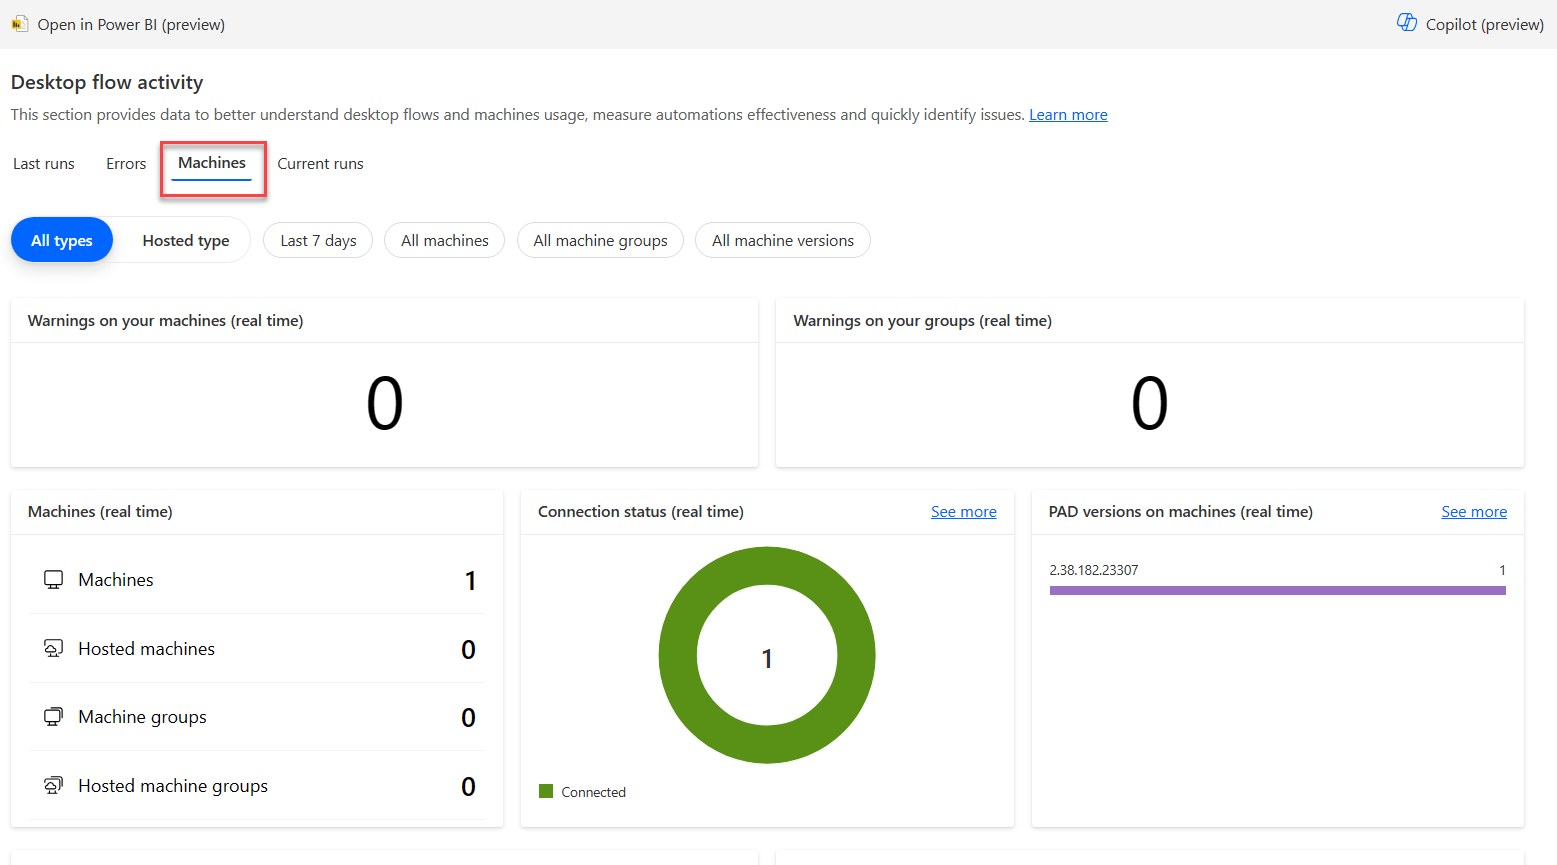 Open in Power BI (preview)
Copilot (preview)
Desktop flow activity
This section provides data to better understand desktop flows and machines usage, measure automations effectiveness and quickly identify issues. Learn more
Last runs
Errors
Machines
Current runs
All types
Hosted type
Last 7 days
All machines
All machine groups
All machine versions
Warnings on your machines (real time)
0
Warnings on your groups (real time)
0
Machines (real time)
Machines 1
Hosted machines 0
Machine groups 0
Hosted machine groups 0
Connection status (real time)
See more
1
Connected
PAD versions on machines (real time)
See more
2.38.182.23307 1